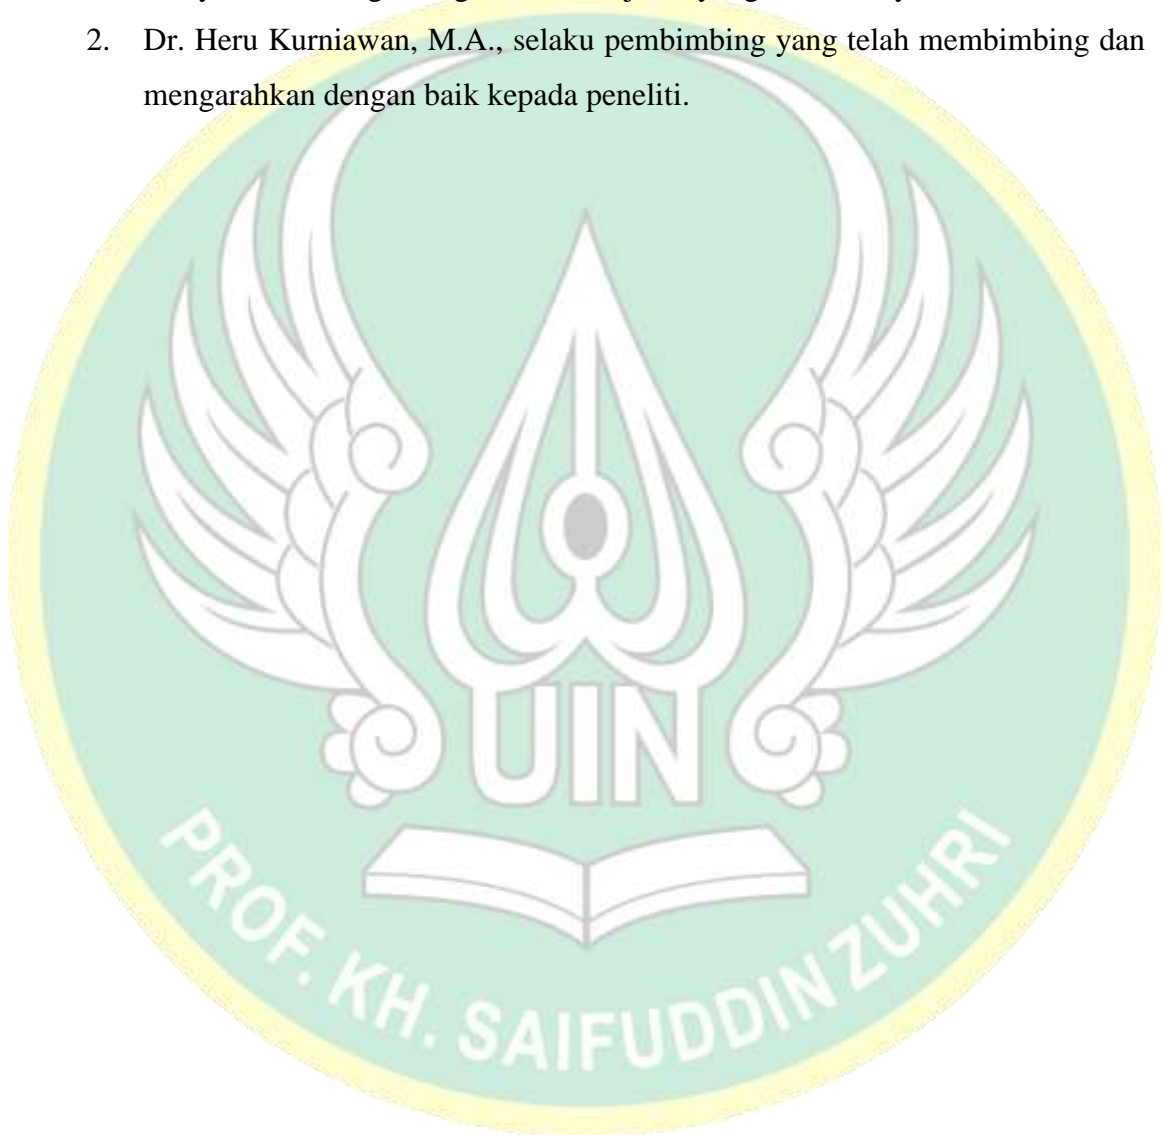 2. Dr. Heru Kurniawan, M.A., selaku pembimbing yang telah membimbing dan
mengarahkan dengan baik kepada peneliti.
UIN
PROF. KH. SAIFUDDIN ZUHRI